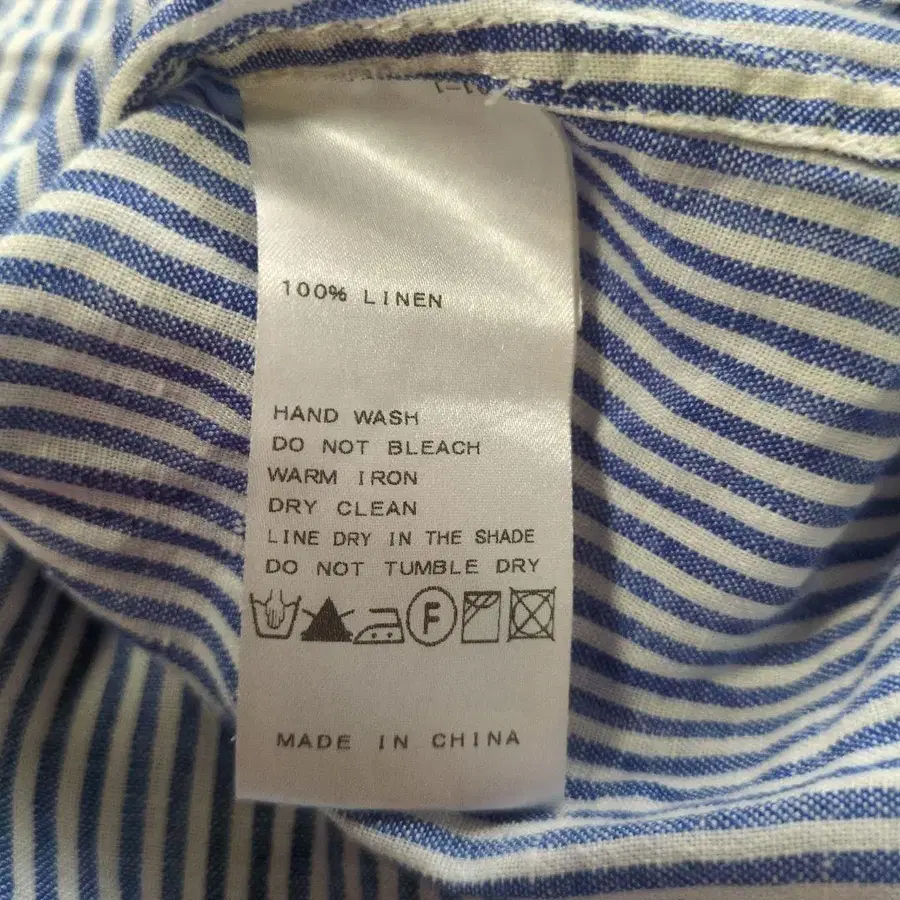 100% LINEN
HAND WASH
DO NOT BLEACH
WARM IRON
DRY CLEAN
LINE DRY IN THE SHADE
DO NOT TUMBLE DRY
F
MADE IN CHINA